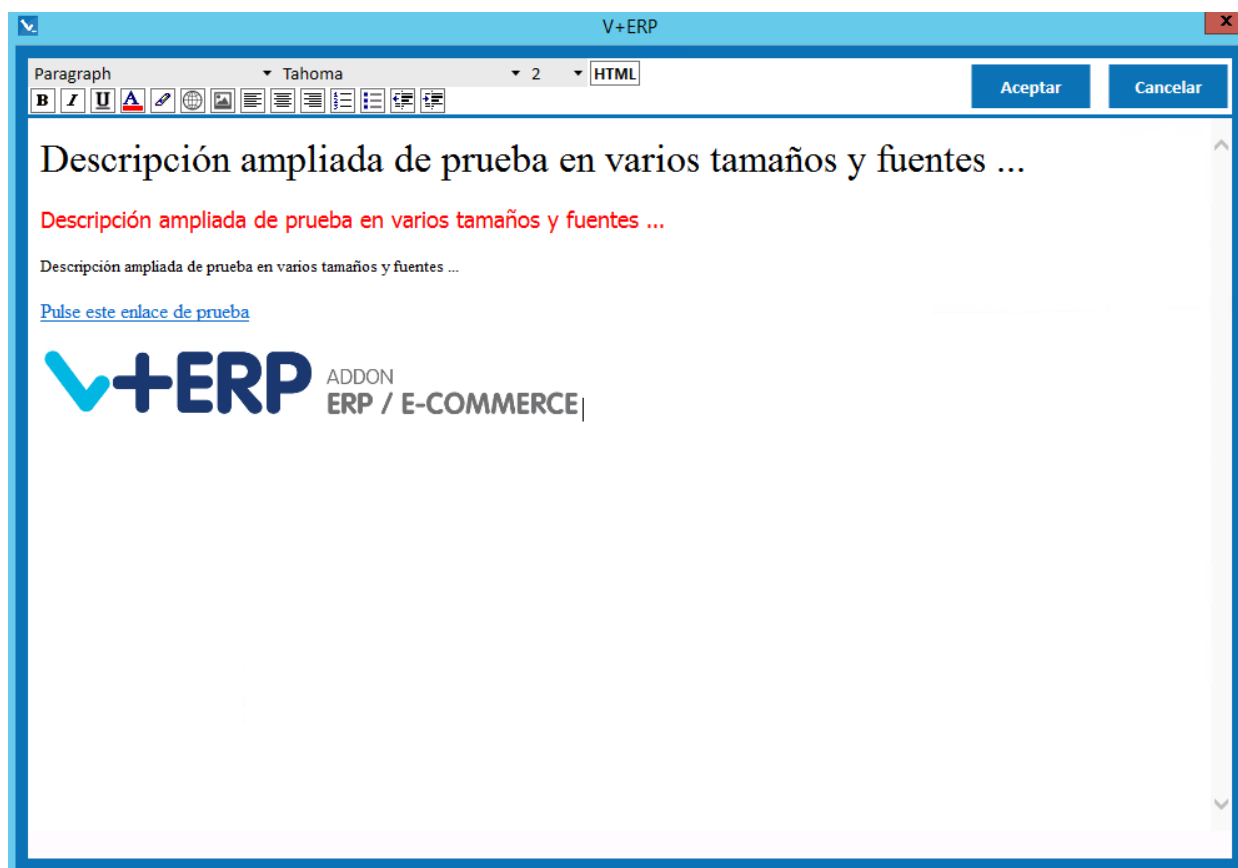 V+ERP
X
Paragraph Tahoma 2 HTML
B I U A
Aceptar Cancelar
Descripción ampliada de prueba en varios tamaños y fuentes ...
Descripción ampliada de prueba en varios tamaños y fuentes ...
Descripción ampliada de prueba en varios tamaños y fuentes ...
Pulse este enlace de prueba
V+ERP ADDON
ERP / E-COMMERCE